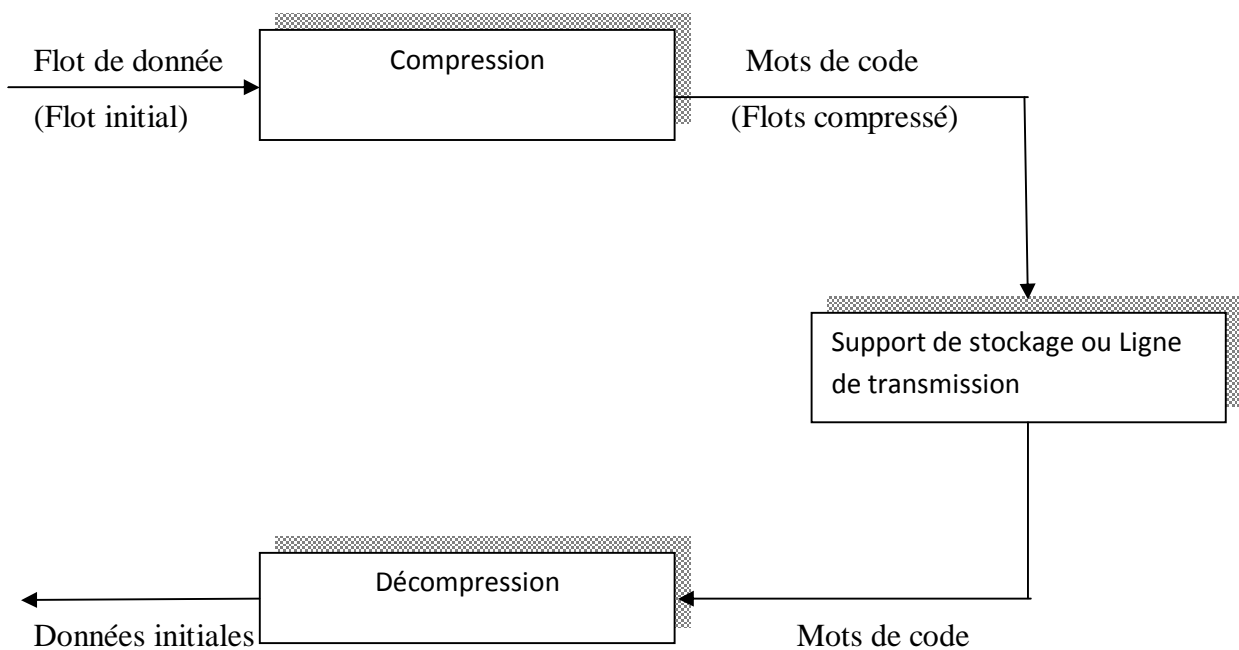 Flot de donnée
(Flot initial)
Compression
Mots de code
(Flots compressé)
Support de stockage ou Ligne
de transmission
Décompression
Données initiales
Mots de code